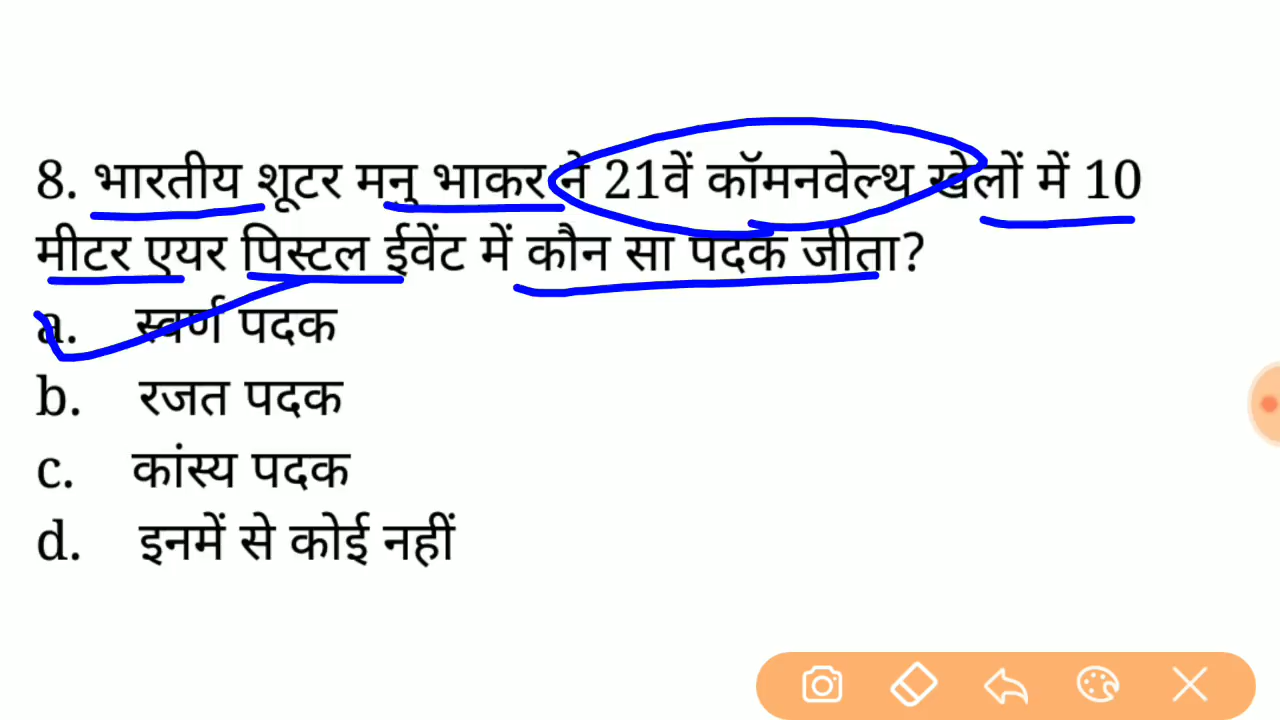 8. भारतीय शूटर मनु भाकर ने 21वें कॉमनवेल्थ खेलों में 10
मीटर एयर पिस्टल ईवेंट में कौन सा पदक जीता?
a. स्वर्ण पदक
b. रजत पदक
c. कांस्य पदक
d. इनमें से कोई नहीं